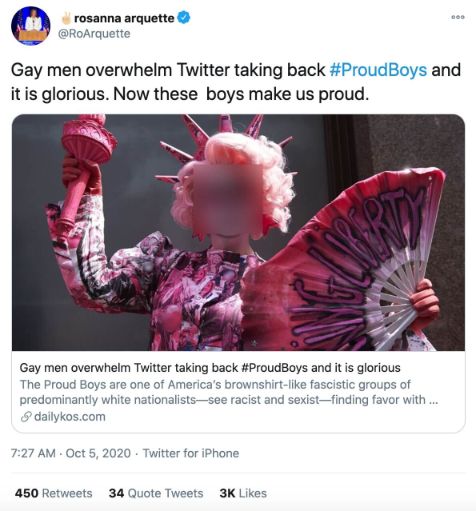 rosanna arquette
@RoArquette
Gay men overwhelm Twitter taking back #ProudBoys and
it is glorious. Now these boys make us proud.
LIBERTY
Gay men overwhelm Twitter taking back #ProudBoys and it is glorious
The Proud Boys are one of America's brownshirt-like fascistic groups of
predominantly white nationalists—see racist and sexist—finding favor with ...
dailykos.com
7:27 AM · Oct 5, 2020 · Twitter for iPhone
450 Retweets 34 Quote Tweets 3K Likes